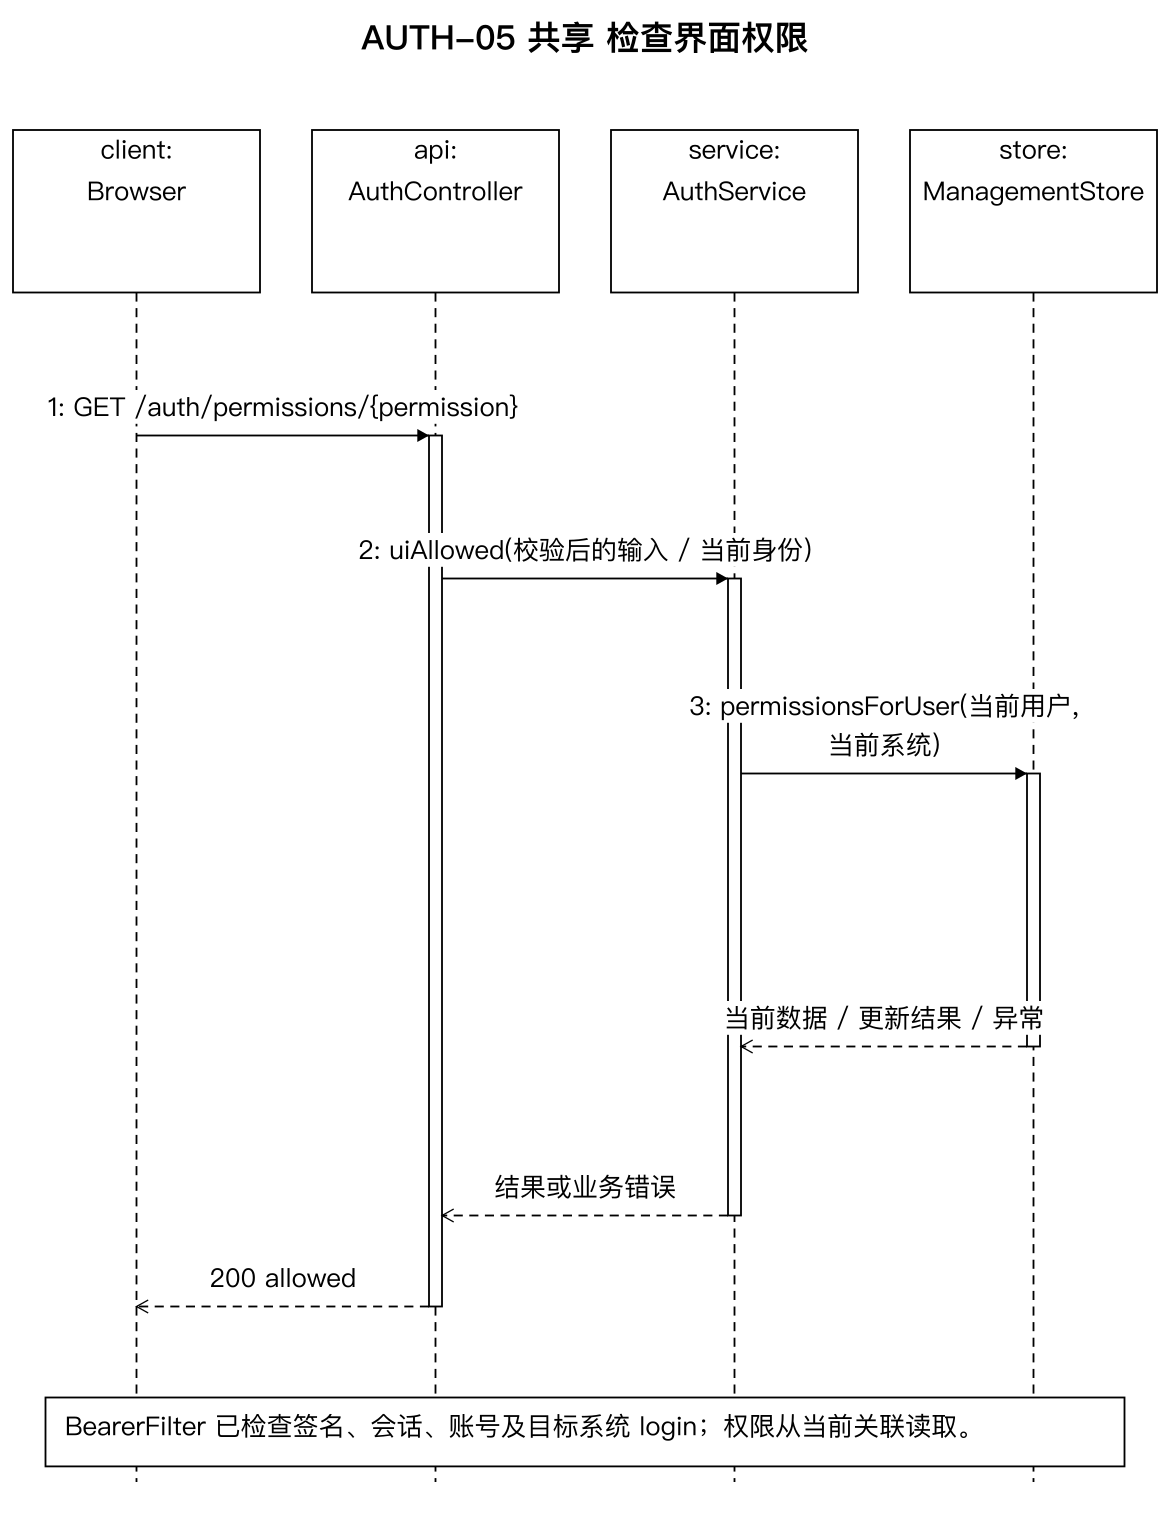 AUTH-05 共享 检查界面权限
client:
Browser
api:
AuthController
service:
AuthService
store:
ManagementStore
1: GET /auth/permissions/{permission}
2: uiAllowed(校验后的输入 / 当前身份)
3: permissionsForUser(当前用户,
当前系统)
当前数据 / 更新结果 / 异常
结果或业务错误
200 allowed
BearerFilter 已检查签名、会话、账号及目标系统 login；权限从当前关联读取。